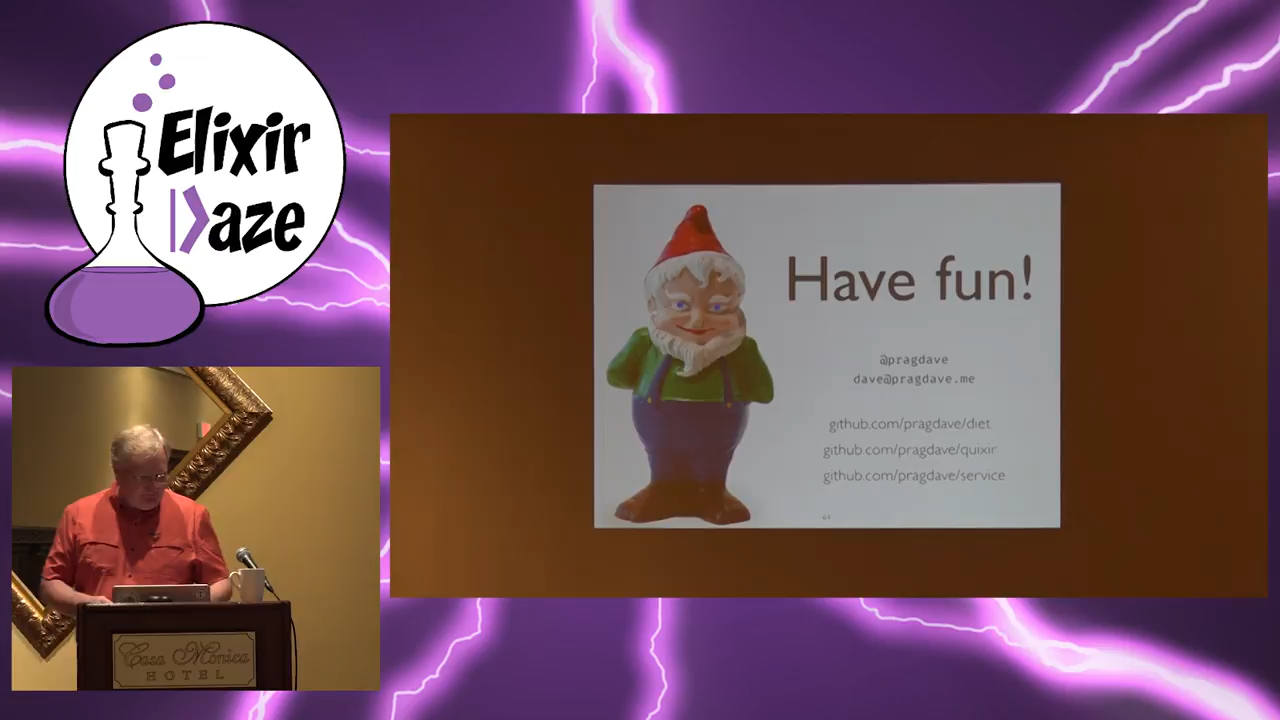 Elixir
Daze
Have fun!
@pragdave
dave@pragdave.me
github.com/pragdave/diet
github.com/pragdave/quixir
github.com/pragdave/service
Casa Monica
HOTEL